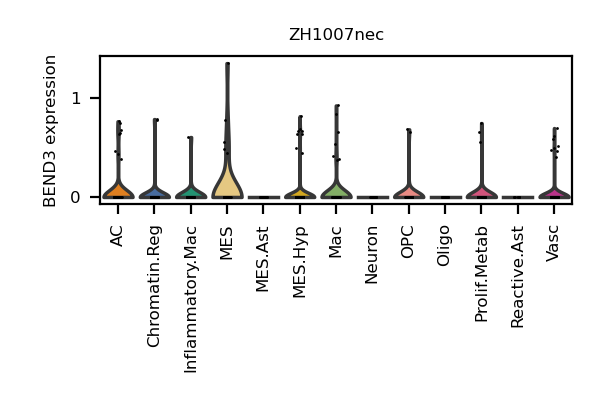 ZH1007nec
BEND3 expression
1
0
AC
Chromatin.Reg
Inflammatory.Mac
MES
MES.Ast
MES.Hyp
Mac
Neuron
OPC
Oligo
Prolif.Metab
Reactive.Ast
Vasc